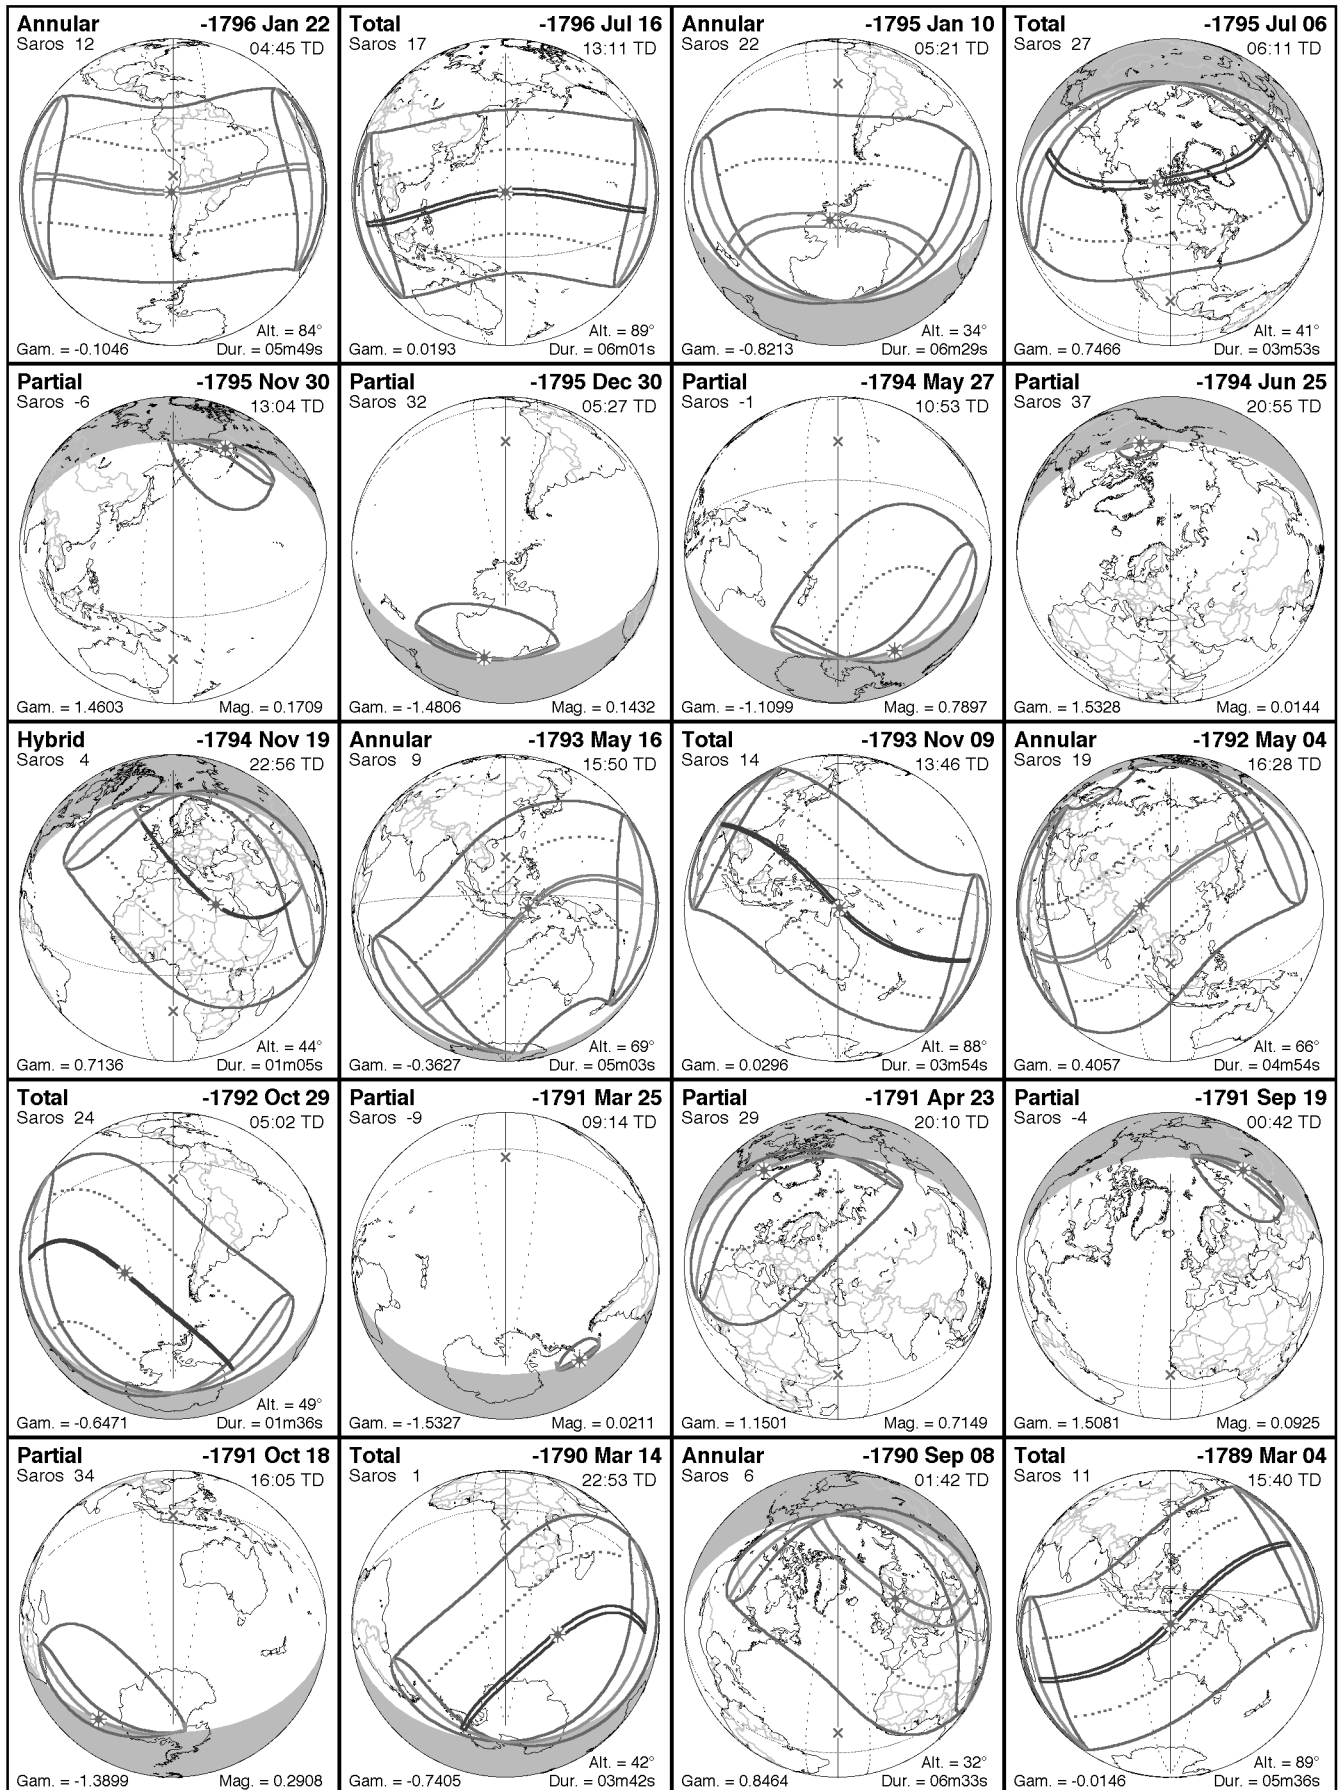 Annular -1796 Jan 22
Saros 12 04:45 TD
Alt. = 84°
Gam. = -0.1046 Dur. = 05m49s
Total -1796 Jul 16
Saros 17 13:11 TD
Alt. = 89°
Gam. = 0.0193 Dur. = 06m01s
Annular -1795 Jan 10
Saros 22 05:21 TD
Alt. = 34°
Gam. = -0.8213 Dur. = 06m29s
Total -1795 Jul 06
Saros 27 06:11 TD
Alt. = 41°
Gam. = 0.7466 Dur. = 03m53s
Partial -1795 Nov 30
Saros -6 13:04 TD
Gam. = 1.4603 Mag. = 0.1709
Partial -1795 Dec 30
Saros 32 05:27 TD
Gam. = -1.4806 Mag. = 0.1432
Partial -1794 May 27
Saros -1 10:53 TD
Gam. = -1.1099 Mag. = 0.7897
Partial -1794 Jun 25
Saros 37 20:55 TD
Gam. = 1.5328 Mag. = 0.0144
Hybrid -1794 Nov 19
Saros 4 22:56 TD
Alt. = 44°
Gam. = 0.7136 Dur. = 01m05s
Annular -1793 May 16
Saros 9 15:50 TD
Alt. = 69°
Gam. = -0.3627 Dur. = 05m03s
Total -1793 Nov 09
Saros 14 13:46 TD
Alt. = 88°
Gam. = 0.0296 Dur. = 03m54s
Annular -1792 May 04
Saros 19 16:28 TD
Alt. = 66°
Gam. = 0.4057 Dur. = 04m54s
Total -1792 Oct 29
Saros 24 05:02 TD
Alt. = 49°
Gam. = -0.6471 Dur. = 01m36s
Partial -1791 Mar 25
Saros -9 09:14 TD
Gam. = -1.5327 Mag. = 0.0211
Partial -1791 Apr 23
Saros 29 20:10 TD
Gam. = 1.1501 Mag. = 0.7149
Partial -1791 Sep 19
Saros -4 00:42 TD
Gam. = 1.5081 Mag. = 0.0925
Partial -1791 Oct 18
Saros 34 16:05 TD
Gam. = -1.3899 Mag. = 0.2908
Total -1790 Mar 14
Saros 1 22:53 TD
Alt. = 42°
Gam. = -0.7405 Dur. = 03m42s
Annular -1790 Sep 08
Saros 6 01:42 TD
Alt. = 32°
Gam. = 0.8464 Dur. = 06m33s
Total -1789 Mar 04
Saros 11 15:40 TD
Alt. = 89°
Gam. = -0.0146 Dur. = 05m36s